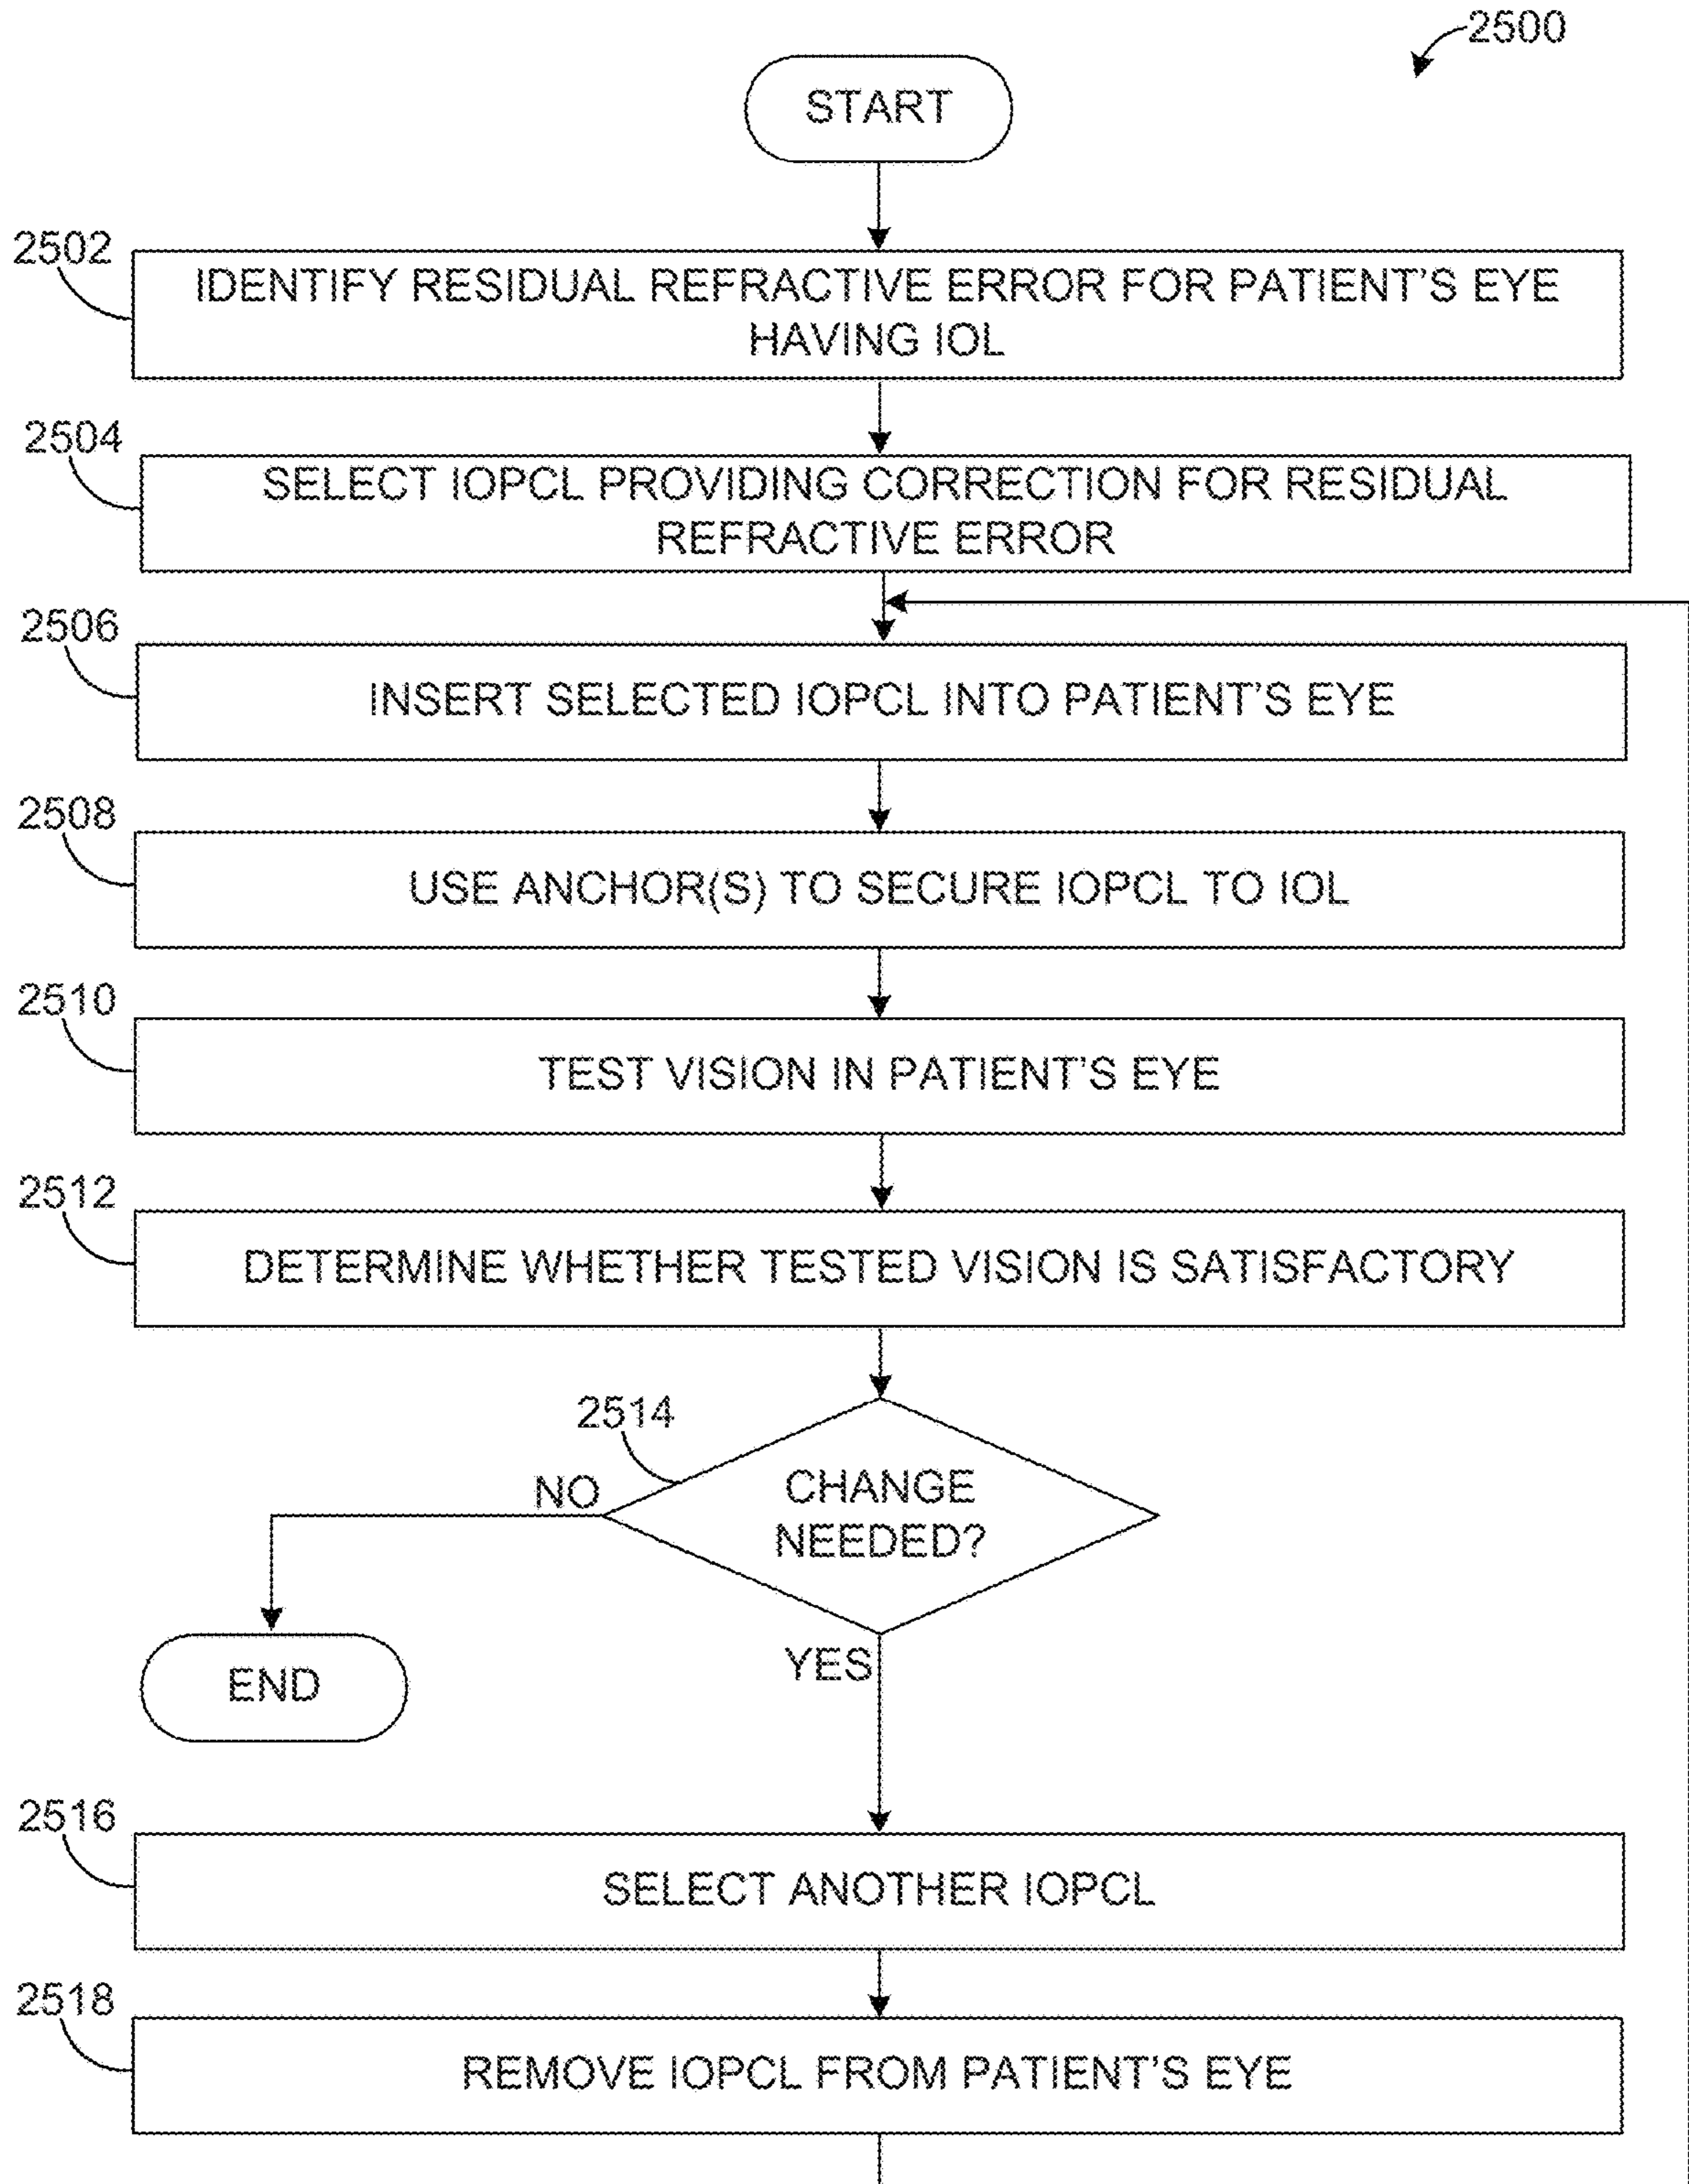 2500
START
2502
IDENTIFY RESIDUAL REFRACTIVE ERROR FOR PATIENT'S EYE
HAVING IOL
2504
SELECT IOPCL PROVIDING CORRECTION FOR RESIDUAL
REFRACTIVE ERROR
2506
INSERT SELECTED IOPCL INTO PATIENT'S EYE
2508
USE ANCHOR(S) TO SECURE IOPCL TO IOL
2510
TEST VISION IN PATIENT'S EYE
2512
DETERMINE WHETHER TESTED VISION IS SATISFACTORY
2514
NO
CHANGE
NEEDED?
YES
END
2516
SELECT ANOTHER IOPCL
2518
REMOVE IOPCL FROM PATIENT'S EYE